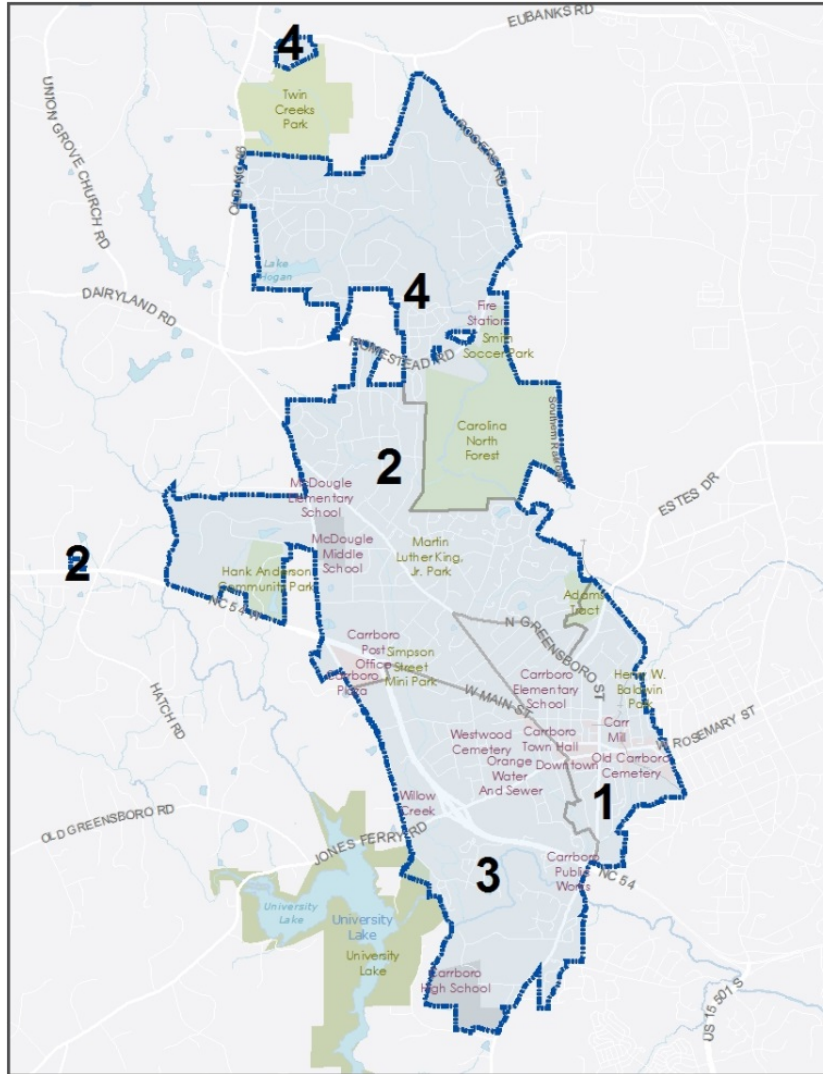 4
EUBANKS RD
UNION GROVE CHURCH RD
Twin
Creeks
Park
ROGERS RD
OLD NC 86
Lake
Hogan
4
DAIRYLAND RD
Fire
Station
Smith
Soccer Park
HOMESTEAD RD
Carolina
North
Forest
2
McDougle
Elementary
School
ESTES DR
McDougle
Middle
School
Martin
Luther King,
Jr. Park
2
Hank Anderson
Community Park
Adams
Tract
NC 54 W
N GREENSBORO ST
Carrboro
Post
Office
Carrboro
Plaza
Simpson
Street
Mini Park
Carrboro
Elementary
School
Henry W.
Baldwin
Park
W MAIN ST
HATCH RD
Westwood
Cemetery
Carrboro
Town Hall
Carr
Mill
W ROSEMARY ST
Orange
Water
And Sewer
Downtown
Old Carrboro
Cemetery
Willow
Creek
1
OLD GREENSBORO RD
JONES FERRY RD
Carrboro
Public
Works
NC 54
3
University
Lake
University
Lake
University
Lake
Carrboro
High School
US 15 501 S